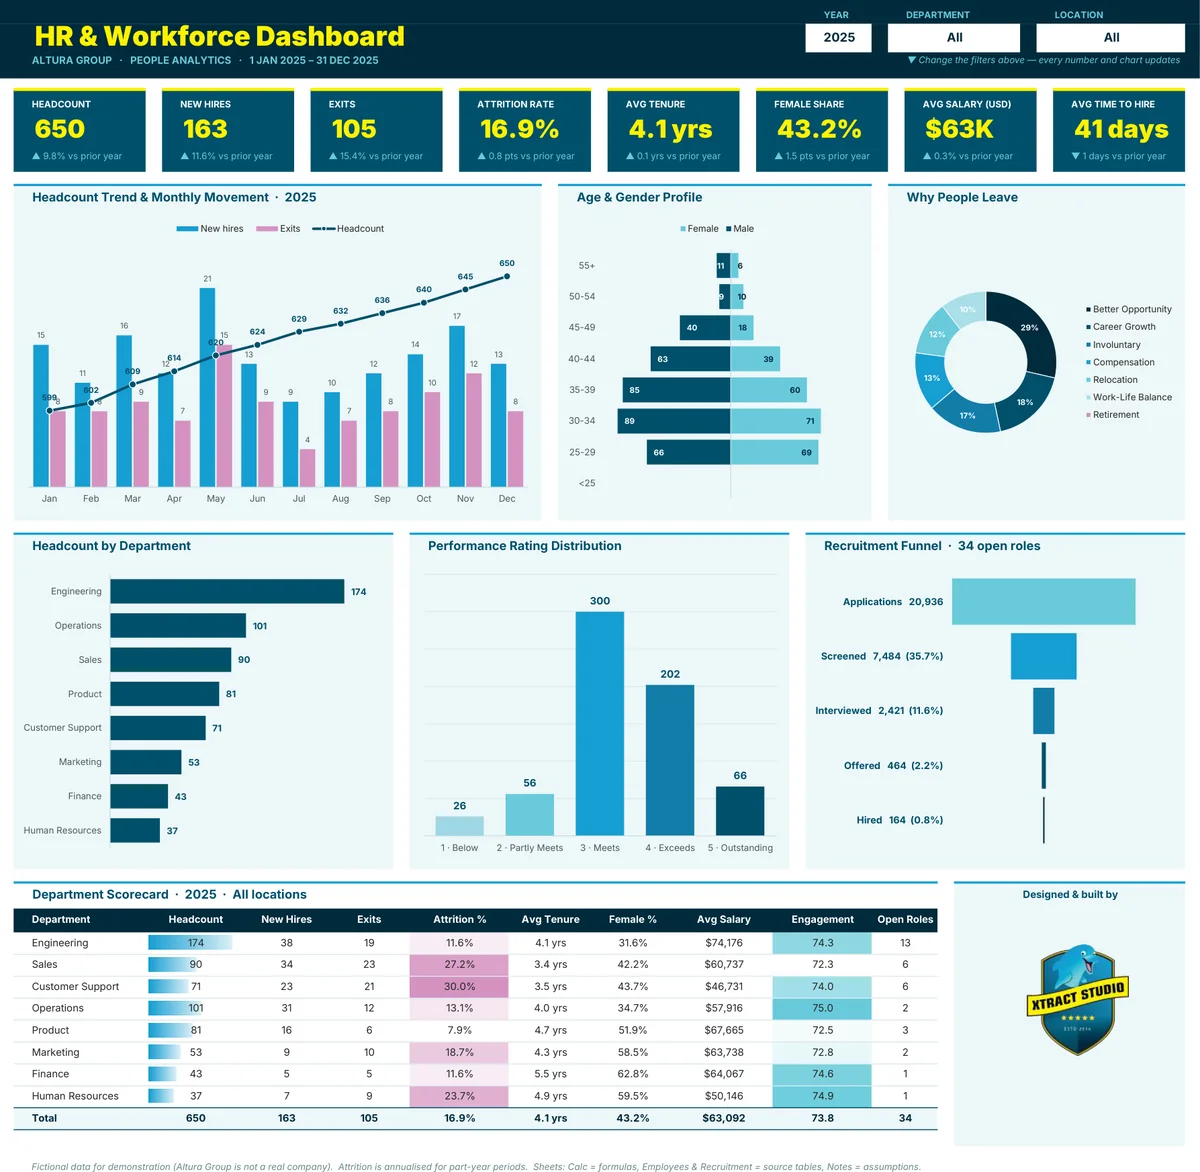 YEAR DEPARTMENT LOCATION
HR & Workforce Dashboard 2025 All All
ALTURA GROUP · PEOPLE ANALYTICS · 1 JAN 2025 – 31 DEC 2025 ▼ Change the filters above — every number and chart updates
HEADCOUNT NEW HIRES EXITS ATTRITION RATE AVG TENURE FEMALE SHARE AVG SALARY (USD) AVG TIME TO HIRE
650 163 105 16.9% 4.1 yrs 43.2% $63K 41 days
▲ 9.8% vs prior year ▲ 11.6% vs prior year ▲ 15.4% vs prior year ▲ 0.8 pts vs prior year ▲ 0.1 yrs vs prior year ▲ 1.5 pts vs prior year ▲ 0.3% vs prior year ▼ 1 days vs prior year
Headcount Trend & Monthly Movement · 2025
New hires Exits Headcount
15 11 16 12 21 13 9 10 12 14 17 13
8 8 9 7 15 9 4 7 8 10 12 8
599 602 609 614 620 624 629 632 636 640 645 650
Jan Feb Mar Apr May Jun Jul Aug Sep Oct Nov Dec
Age & Gender Profile
Female Male
55+ 11 6
50-54 9 10
45-49 40 18
40-44 63 39
35-39 85 60
30-34 89 71
25-29 66 69
<25
Why People Leave
29%
18%
17%
13%
12%
10%
Better Opportunity
Career Growth
Involuntary
Compensation
Relocation
Work-Life Balance
Retirement
Headcount by Department
Engineering 174
Operations 101
Sales 90
Product 81
Customer Support 71
Marketing 53
Finance 43
Human Resources 37
Performance Rating Distribution
26 56 300 202 66
1 · Below 2 · Partly Meets 3 · Meets 4 · Exceeds 5 · Outstanding
Recruitment Funnel · 34 open roles
Applications 20,936
Screened 7,484 (35.7%)
Interviewed 2,421 (11.6%)
Offered 464 (2.2%)
Hired 164 (0.8%)
Department Scorecard · 2025 · All locations
Department Headcount New Hires Exits Attrition % Avg Tenure Female % Avg Salary Engagement Open Roles
Engineering 174 38 19 11.6% 4.1 yrs 31.6% $74,176 74.3 13
Sales 90 34 23 27.2% 3.4 yrs 42.2% $60,737 72.3 6
Customer Support 71 23 21 30.0% 3.5 yrs 43.7% $46,731 74.0 6
Operations 101 31 12 13.1% 4.0 yrs 34.7% $57,916 75.0 2
Product 81 16 6 7.9% 4.7 yrs 51.9% $67,665 72.5 3
Marketing 53 9 10 18.7% 4.3 yrs 58.5% $63,738 72.8 2
Finance 43 5 5 11.6% 5.5 yrs 62.8% $64,067 74.6 1
Human Resources 37 7 9 23.7% 4.9 yrs 59.5% $50,146 74.9 1
Total 650 163 105 16.9% 4.1 yrs 43.2% $63,092 73.8 34
Designed & built by
XTRACT STUDIO
Fictional data for demonstration (Altura Group is not a real company). Attrition is annualised for part-year periods. Sheets: Calc = formulas, Employees & Recruitment = source tables, Notes = assumptions.